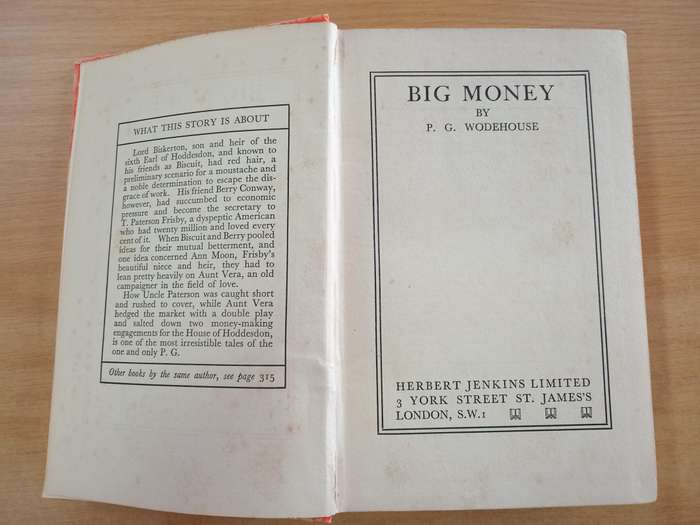 WHAT THIS STORY IS ABOUT
Lord Biskerton, son and heir of the
sixth Earl of Hoddesdon, and known to
his friends as Biscuit, had red hair, a
preliminary scenario for a moustache and
a noble determination to escape the dis-
grace of work. His friend Berry Conway,
however, had succumbed to economic
pressure and become the secretary to
T. Paterson Frisby, a dyspeptic American
who had twenty million and loved every
cent of it. When Biscuit and Berry pooled
ideas for their mutual betterment, and
one idea concerned Ann Moon, Frisby's
beautiful niece and heir, they had to
lean pretty heavily on Aunt Vera, an old
campaigner in the field of love.
How Uncle Paterson was caught short
and rushed to cover, while Aunt Vera
hedged the market with a double play
and salted down two money-making
engagements for the House of Hoddesdon,
is one of the most irresistible tales of the
one and only P. G.
Other books by the same author, see page 315
BIG MONEY
BY
P. G. WODEHOUSE
HERBERT JENKINS LIMITED
3 YORK STREET ST. JAMES'S
LONDON, S.W.1